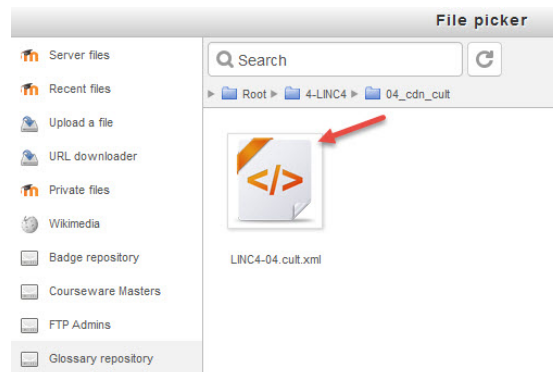 File picker
Server files
Recent files
Upload a file
URL downloader
Private files
Wikimedia
Badge repository
Courseware Masters
FTP Admins
Glossary repository
Search
Root 4-LINC4 04_cdn_cult
</>
LINC4-04.cult.xml